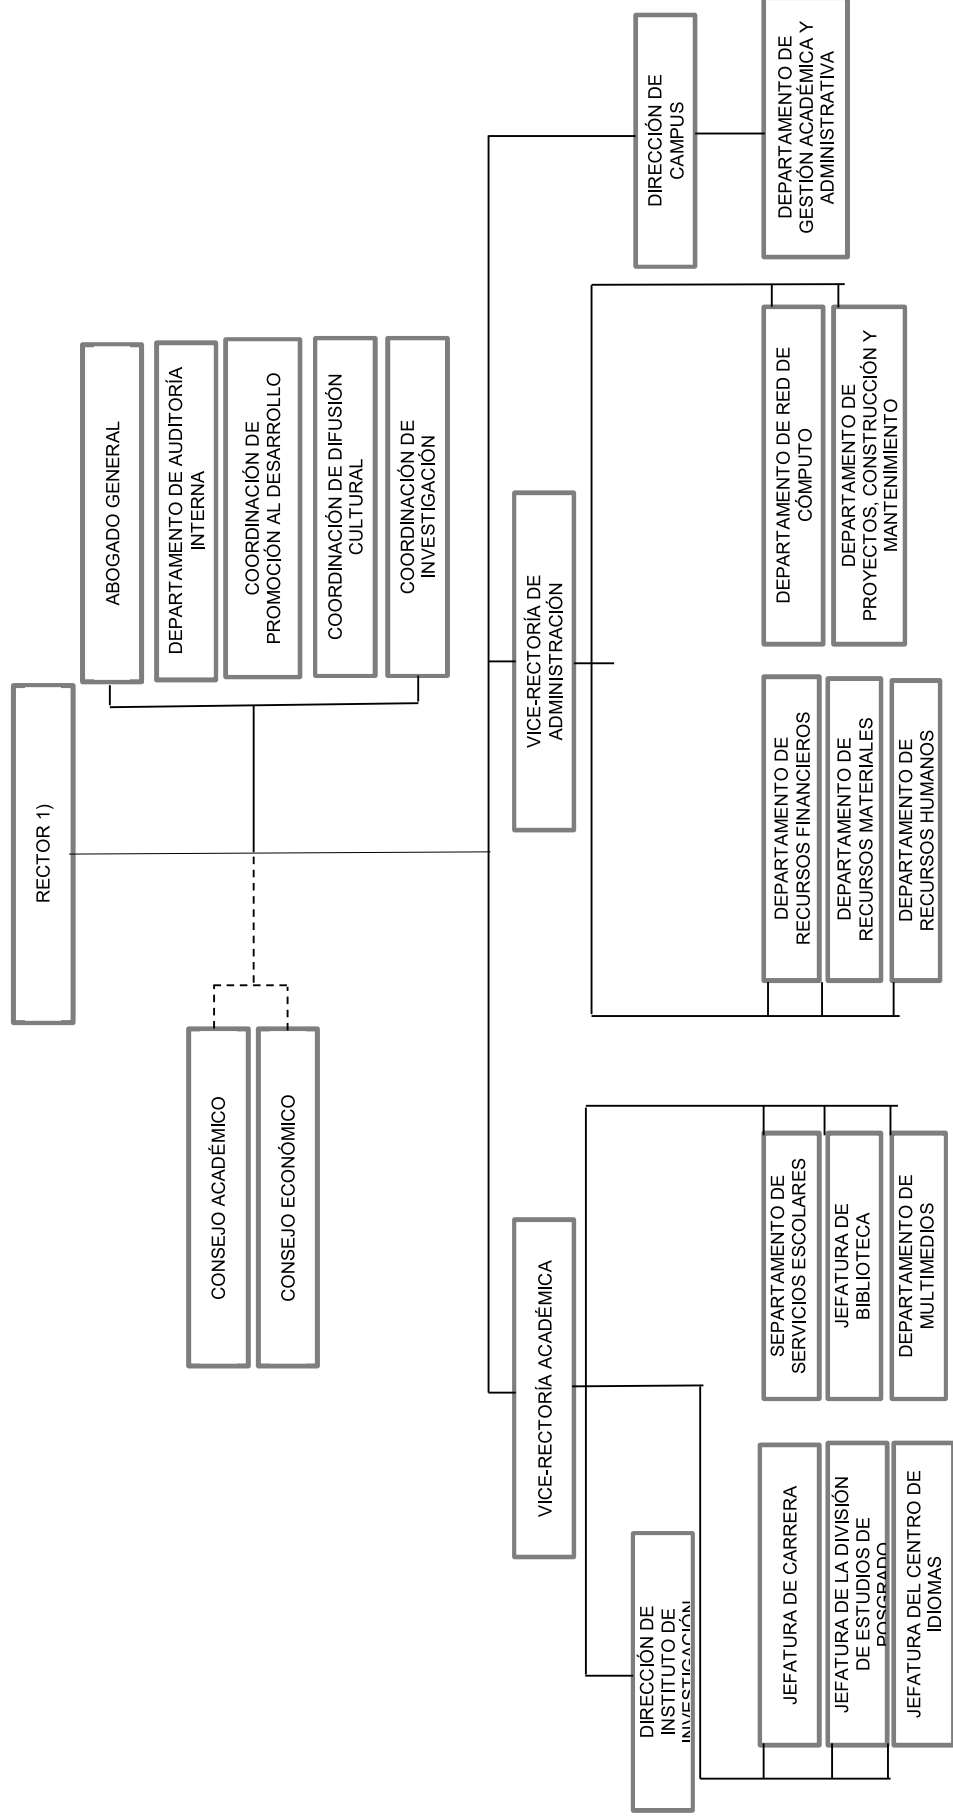 RECTOR 1)
ABOGADO GENERAL
DEPARTAMENTO DE AUDITORÍA
INTERNA
COORDINACIÓN DE
PROMOCIÓN AL DESARROLLO
COORDINACIÓN DE DIFUSIÓN
CULTURAL
COORDINACIÓN DE
INVESTIGACIÓN
CONSEJO ACADÉMICO
CONSEJO ECONÓMICO
VICE-RECTORÍA ACADÉMICA
VICE-RECTORÍA DE
ADMINISTRACIÓN
DIRECCIÓN DE
INSTITUTO DE
INVESTIGACIÓN
DIRECCIÓN DE
CAMPUS
JEFATURA DE CARRERA
JEFATURA DE LA DIVISIÓN
DE ESTUDIOS DE
POSGRADO
JEFATURA DEL CENTRO DE
IDIOMAS
SEPARTAMENTO DE
SERVICIOS ESCOLARES
JEFATURA DE
BIBLIOTECA
DEPARTAMENTO DE
MULTIMEDIOS
DEPARTAMENTO DE
RECURSOS FINANCIEROS
DEPARTAMENTO DE
RECURSOS MATERIALES
DEPARTAMENTO DE
RECURSOS HUMANOS
DEPARTAMENTO DE RED DE
CÓMPUTO
DEPARTAMENTO DE
PROYECTOS, CONSTRUCCIÓN Y
MANTENIMIENTO
DEPARTAMENTO DE
GESTIÓN ACADÉMICA Y
ADMINISTRATIVA